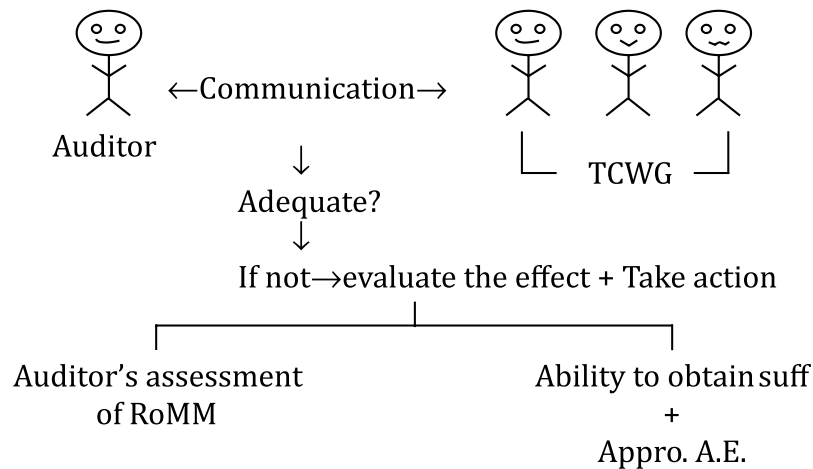 ←Communication→
Auditor
TCWG
↓
Adequate?
↓
If not→evaluate the effect + Take action
Auditor’s assessment
of RoMM
Ability to obtain suff
+
Appro. A.E.